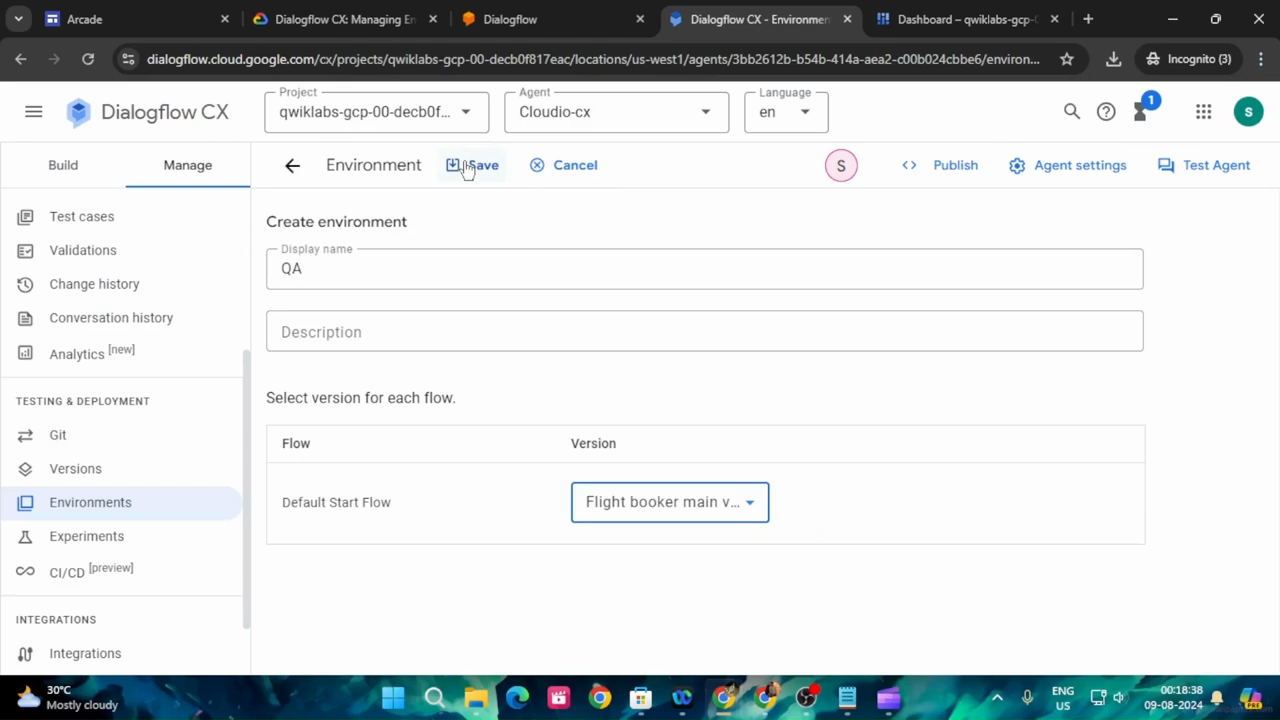 Arcade
Dialogflow CX: Managing En
Dialogflow
Dialogflow CX - Environmen
Dashboard – qwiklabs-gcp-0
dialogflow.cloud.google.com/cx/projects/qwiklabs-gcp-00-decb0f817eac/locations/us-west1/agents/3bb2612b-b54b-414a-aea2-c00b024cbbe6/environ...
Incognito (3)
Dialogflow CX
Project
qwiklabs-gcp-00-decb0f...
Agent
Cloudio-cx
Language
en
1
S
Build
Manage
Environment
Save
Cancel
S
Publish
Agent settings
Test Agent
Test cases
Validations
Change history
Conversation history
Analytics [new]
TESTING & DEPLOYMENT
Git
Versions
Environments
Experiments
CI/CD [preview]
INTEGRATIONS
Integrations
Create environment
Display name
QA
Description
Select version for each flow.
Flow
Version
Default Start Flow
Flight booker main v...
30°C
Mostly cloudy
ENG
US
00:18:38
09-08-2024
PRE